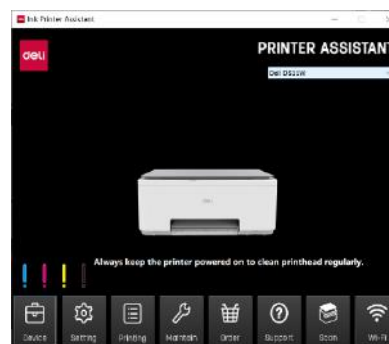 Ink Printer Assistant
deli
PRINTER ASSISTANT
deli
Always keep the printer powered on to clean printhead regularly.
Device Setting Printing Maintain Order Support Scan Wi-Fi